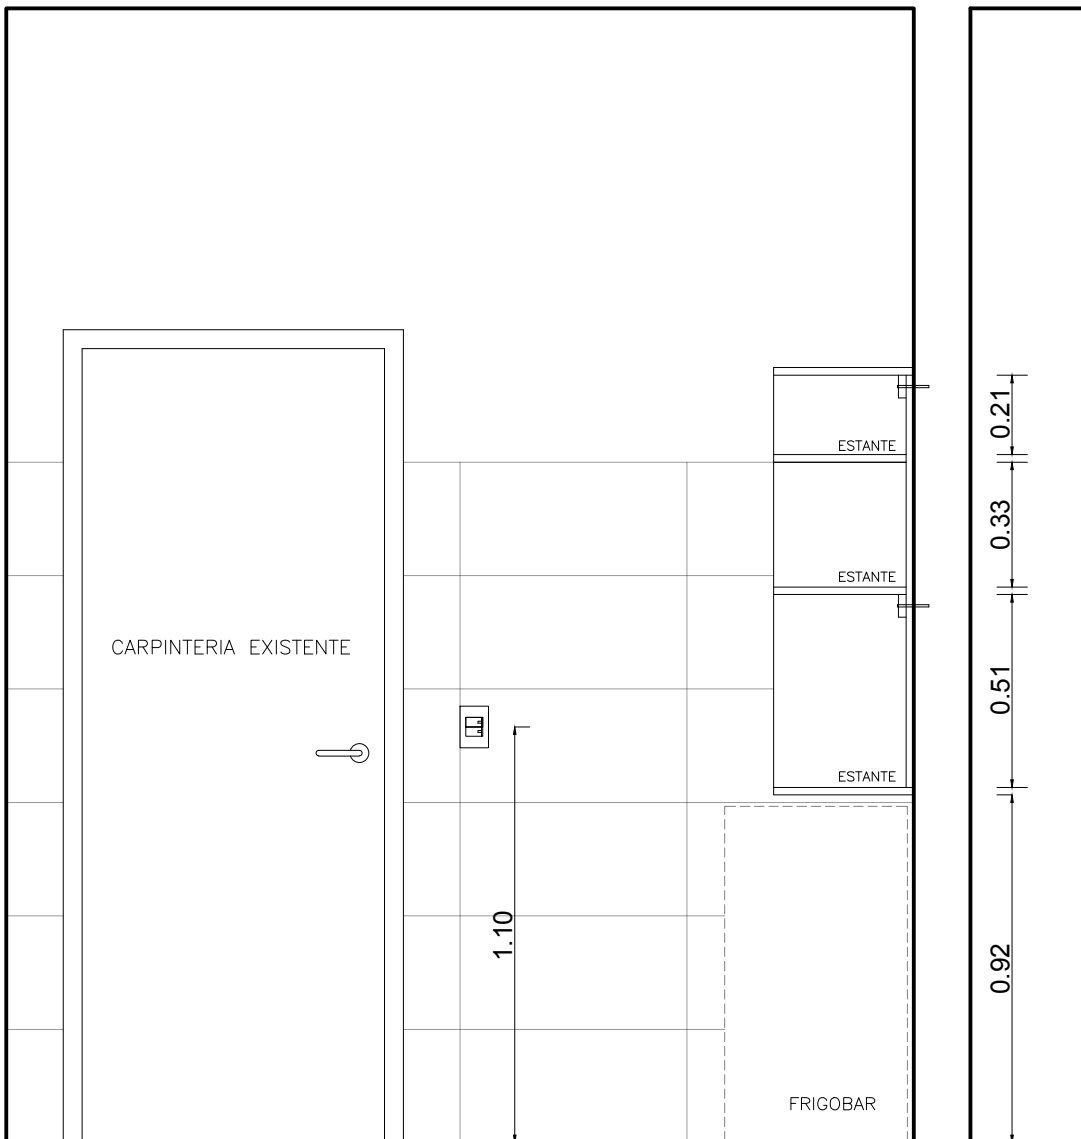 0.21
ESTANTE
0.33
ESTANTE
CARPINTERIA EXISTENTE
0.51
ESTANTE
1.10
0.92
FRIGOBAR